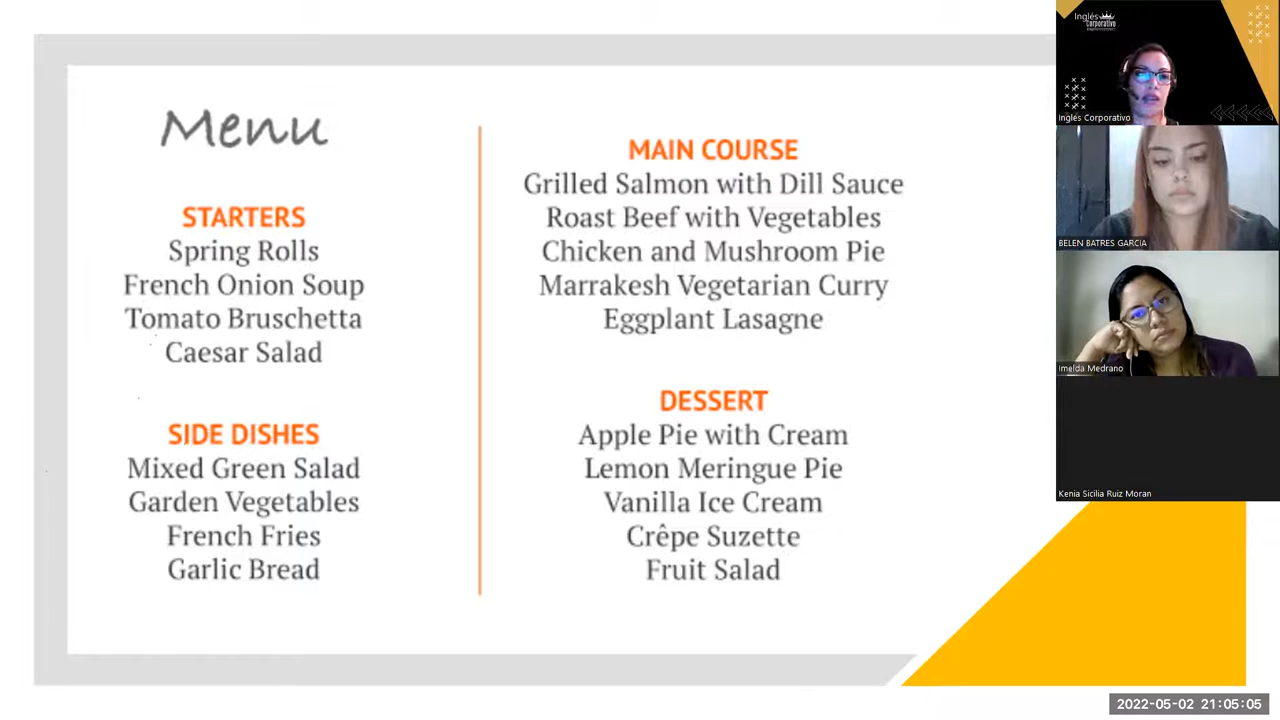 Menu
STARTERS
Spring Rolls
French Onion Soup
Tomato Bruschetta
Caesar Salad
SIDE DISHES
Mixed Green Salad
Garden Vegetables
French Fries
Garlic Bread
MAIN COURSE
Grilled Salmon with Dill Sauce
Roast Beef with Vegetables
Chicken and Mushroom Pie
Marrakesh Vegetarian Curry
Eggplant Lasagne
DESSERT
Apple Pie with Cream
Lemon Meringue Pie
Vanilla Ice Cream
Crêpe Suzette
Fruit Salad
Inglés
Corporativo
Inglés Corporativo
BELEN BATRES GARCIA
Imelda Medrano
Kenia Sicilia Ruiz Moran
2022-05-02 21:05:05